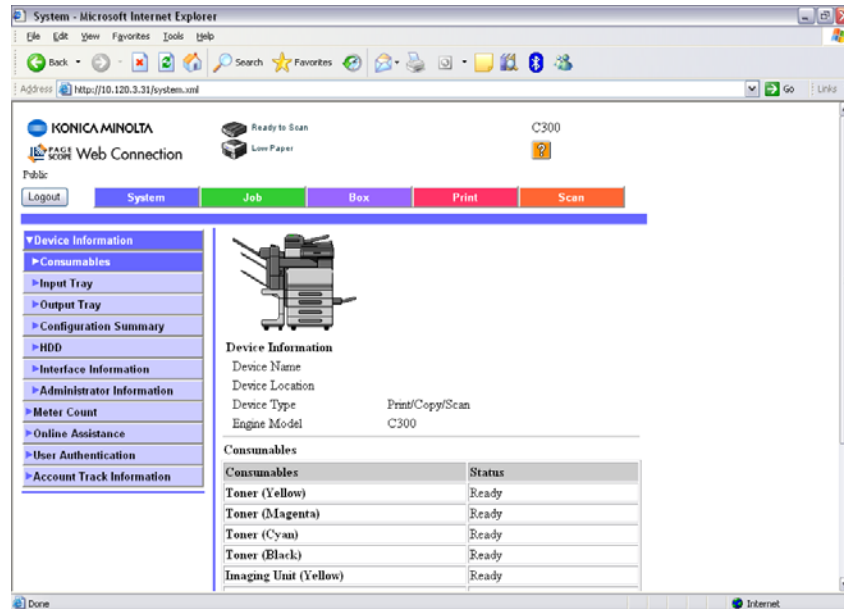 System - Microsoft Internet Explorer
File Edit View Favorites Tools Help
Back Search Favorites
Address http://10.120.3.31/system.xml Go Links
KONICA MINOLTA Ready to Scan C300
PAGE SCOPE Web Connection Low Paper ?
Public
Logout System Job Box Print Scan
Device Information
Consumables
Input Tray
Output Tray
Configuration Summary
HDD
Interface Information
Administrator Information
Meter Count
Online Assistance
User Authentication
Account Track Information
Device Information
Device Name
Device Location
Device Type Print/Copy/Scan
Engine Model C300
Consumables
Consumables Status
Toner (Yellow) Ready
Toner (Magenta) Ready
Toner (Cyan) Ready
Toner (Black) Ready
Imaging Unit (Yellow) Ready
Done Internet